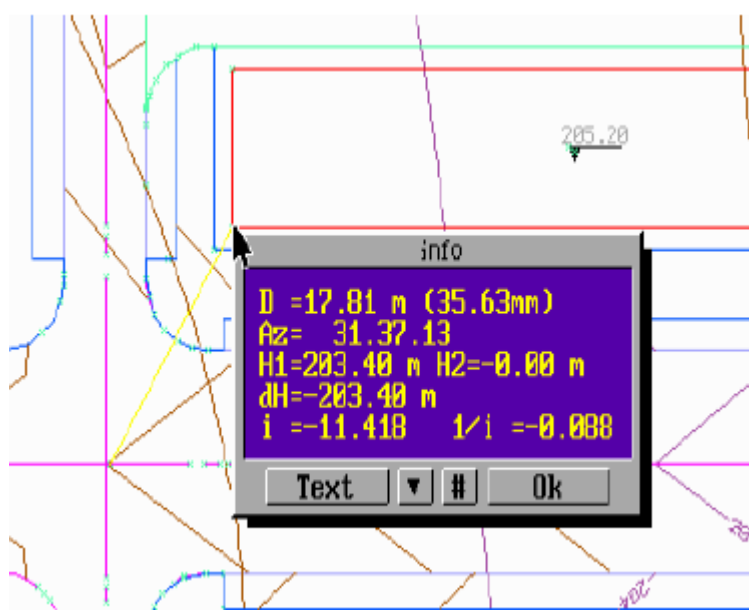 205.20
info
D =17.81 m (35.63mm)
Az= 31.37.13
H1=203.40 m H2=-0.00 m
dH=-203.40 m
i =-11.418 1/i =-0.088
Text ▼ # Ok
-204